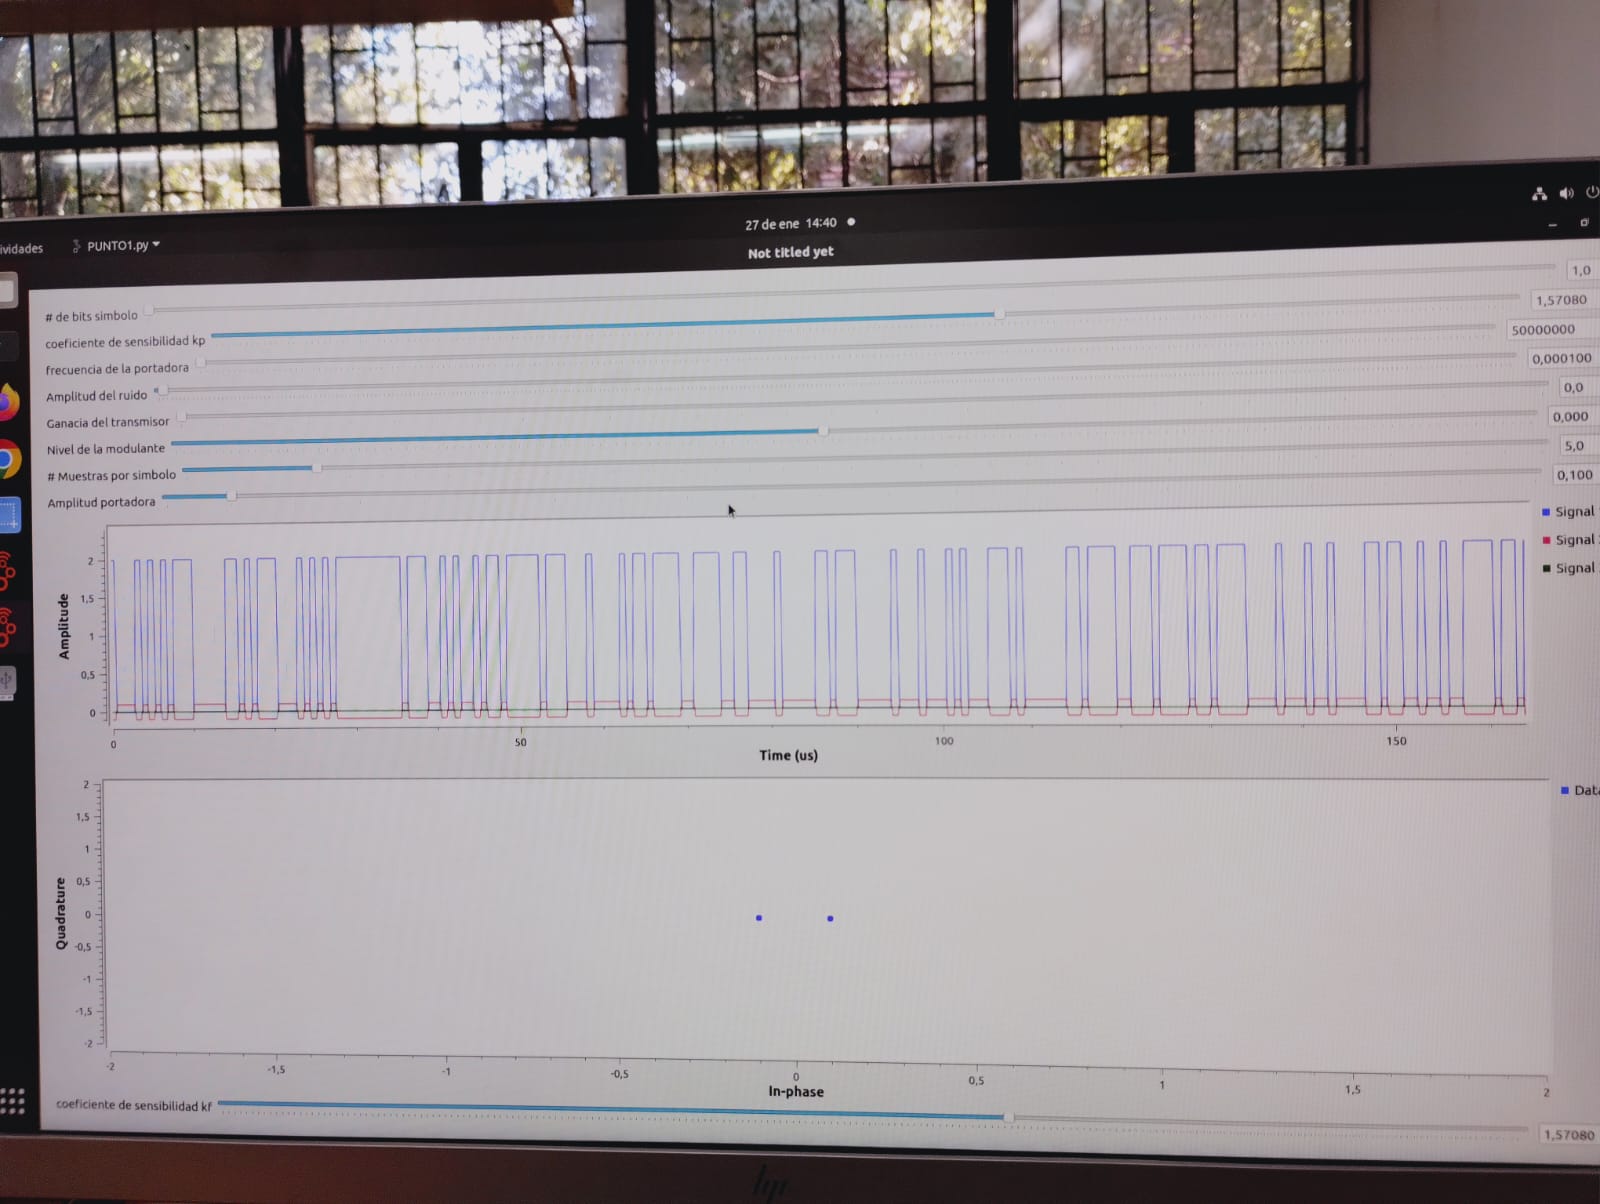 27 de ene 14:40
ividades PUNTO1.py
Not titled yet
# de bits simbolo 1,0
coeficiente de sensibilidad kp 1,57080
frecuencia de la portadora 50000000
Amplitud del ruido 0,000100
Ganacia del transmisor 0,0
Nivel de la modulante 0,000
# Muestras por simbolo 5,0
Amplitud portadora 0,100
Signal
Signal
Signal
Amplitude
2
1,5
1
0,5
0
0 50 100 150
Time (us)
Data
Quadrature
2
1,5
1
0,5
0
-0,5
-1
-1,5
-2
-2 -1,5 -1 -0,5 0 0,5 1 1,5 2
In-phase
coeficiente de sensibilidad kf 1,57080
hp